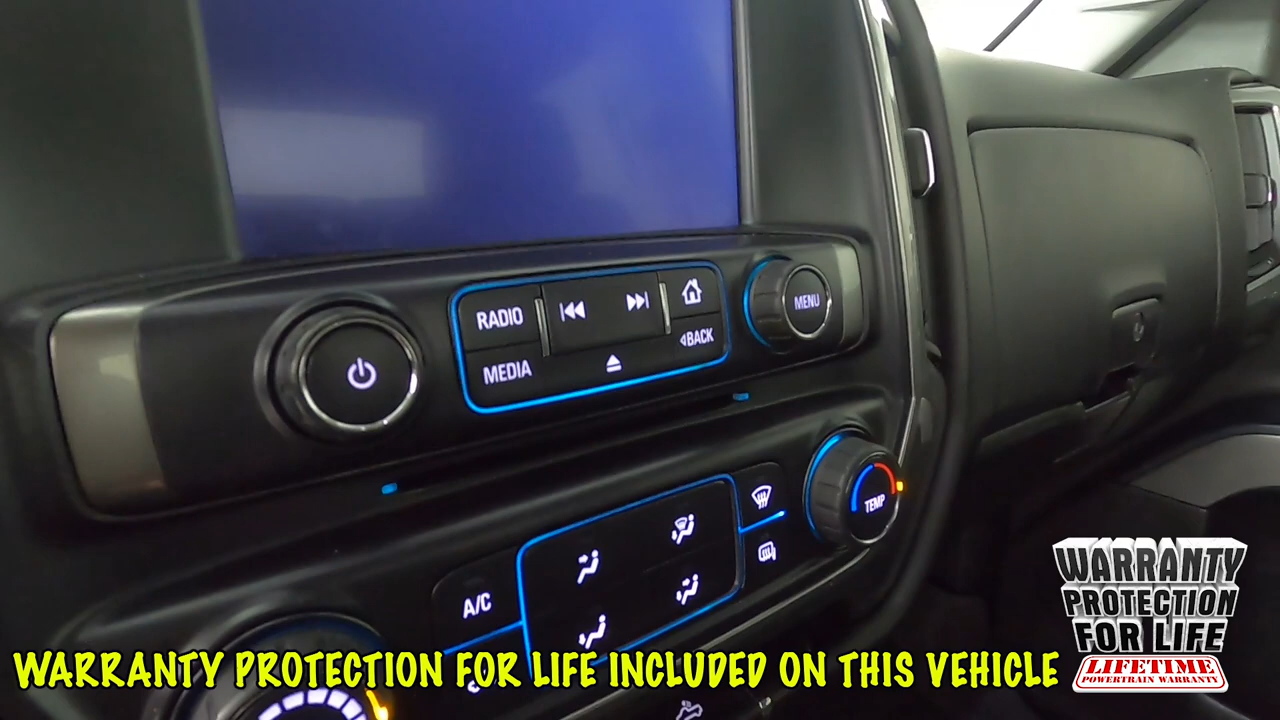 RADIO
MEDIA
BACK
MENU
TEMP
A/C
WARRANTY PROTECTION FOR LIFE INCLUDED ON THIS VEHICLE
WARRANTY
PROTECTION
FOR LIFE
LIFETIME
POWERTRAIN WARRANTY